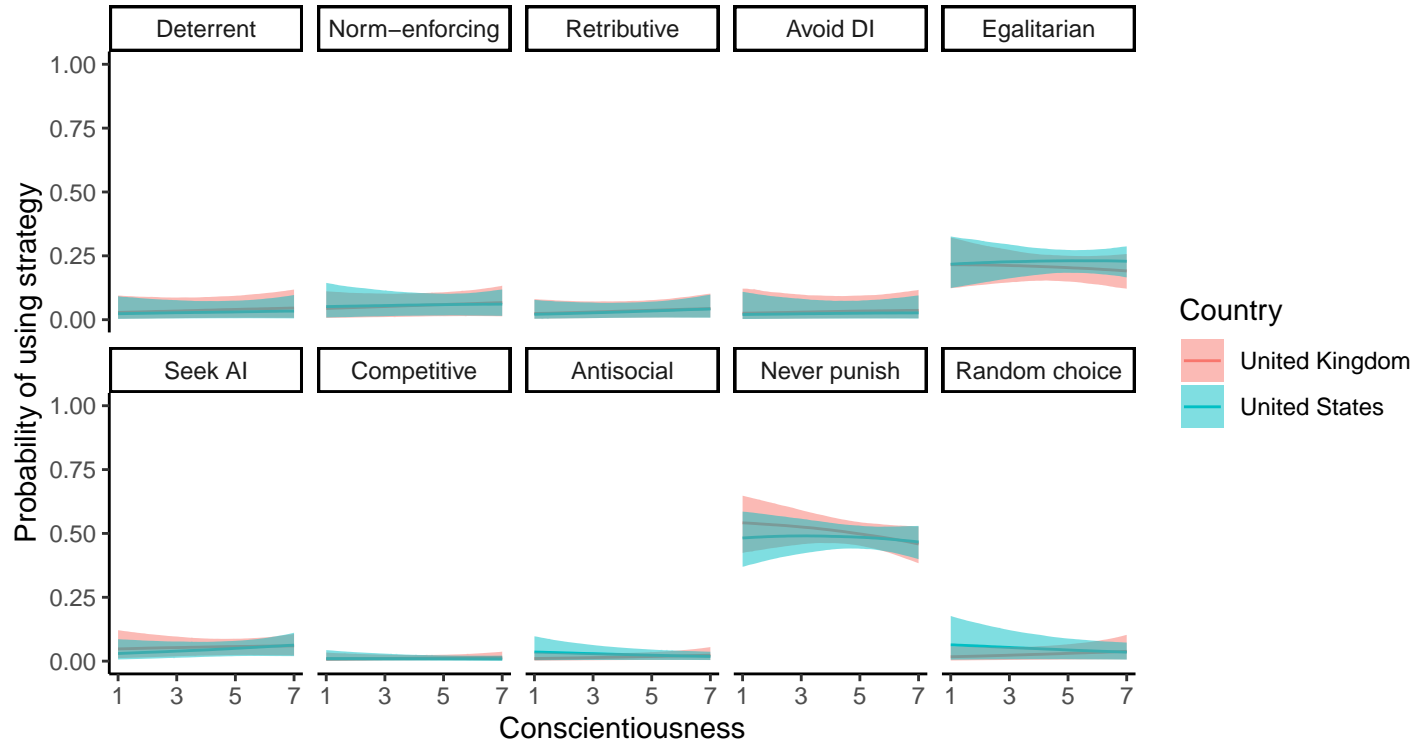 Deterrent Norm−enforcing Retributive Avoid DI Egalitarian
1.00
0.75
0.50
0.25
0.00
Seek AI Competitive Antisocial Never punish Random choice
1.00
0.75
0.50
0.25
0.00
1 3 5 7 1 3 5 7 1 3 5 7 1 3 5 7 1 3 5 7
Conscientiousness
Probability of using strategy
Country
United Kingdom
United States